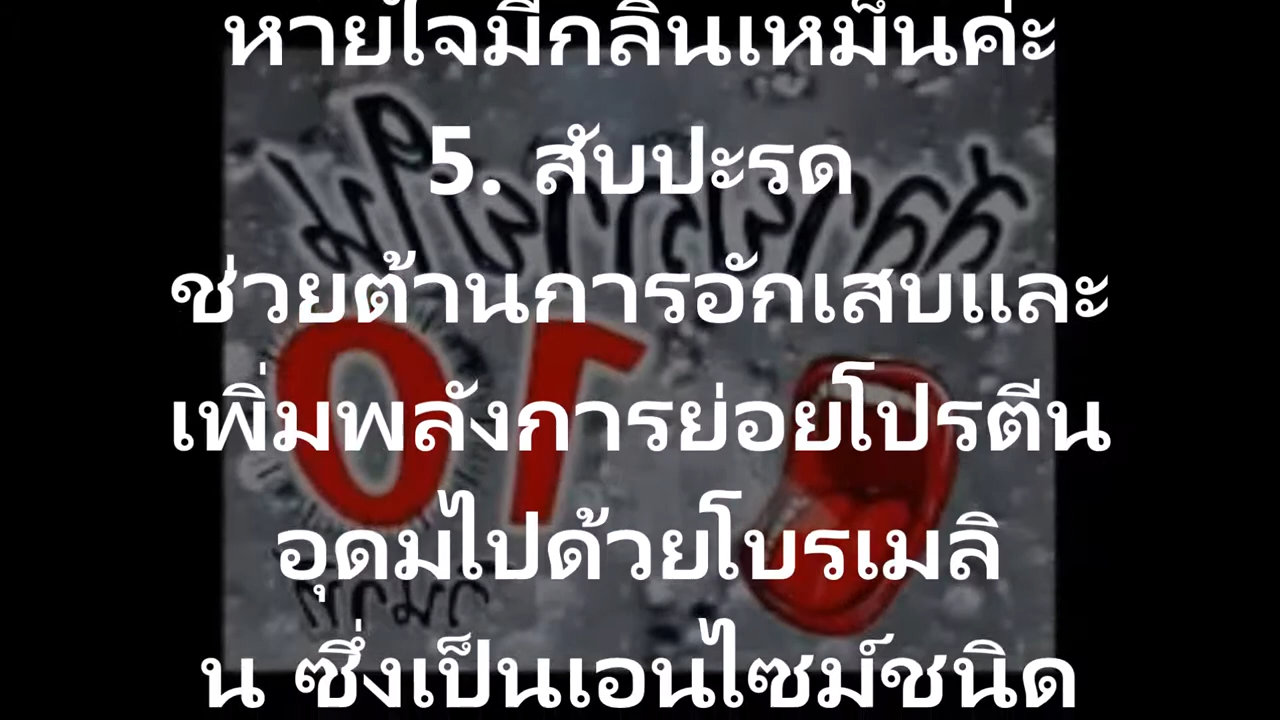 หายใจมีกลิ่นเหม็นค่ะ
5. สับปะรด
ช่วยต้านการอักเสบและ
เพิ่มพลังการย่อยโปรตีน
อุดมไปด้วยโบรเมลิ
น ซึ่งเป็นเอนไซม์ชนิด